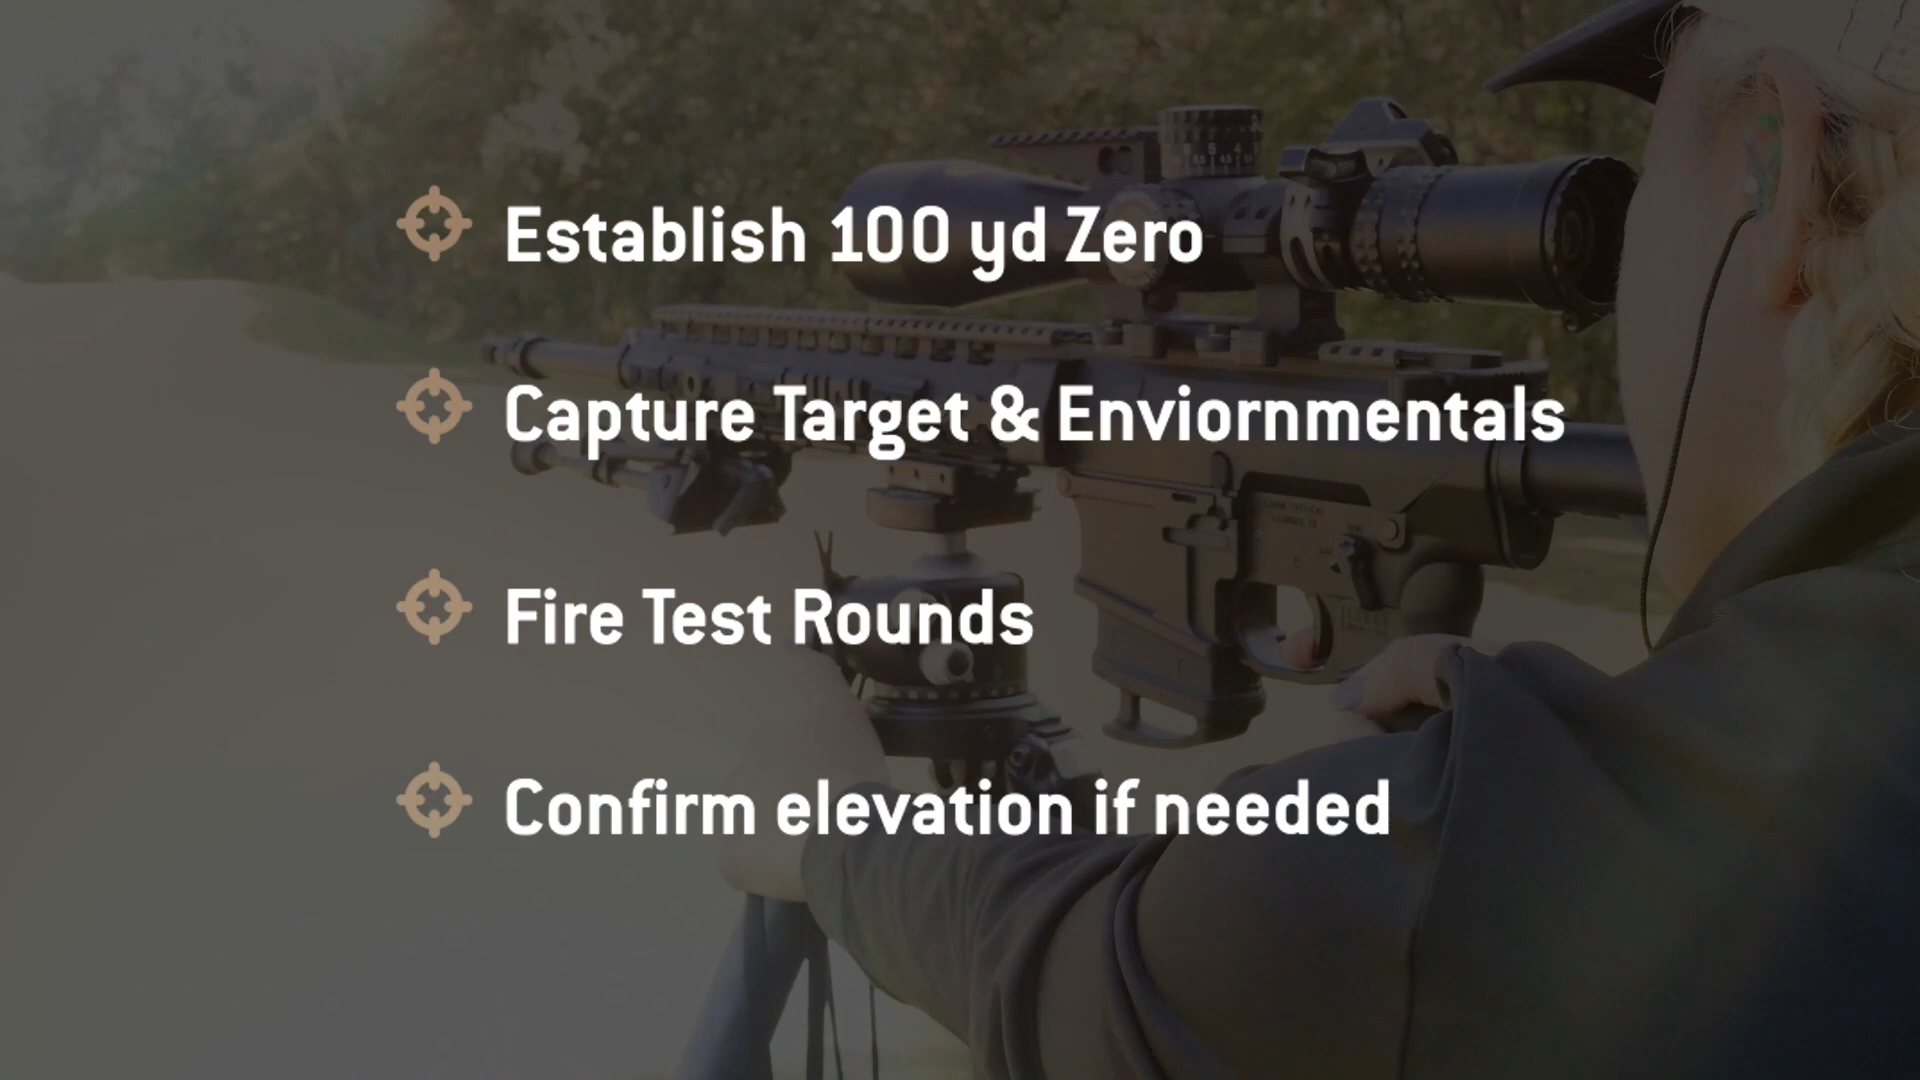 Establish 100 yd Zero
Capture Target & Enviornmentals
Fire Test Rounds
Confirm elevation if needed